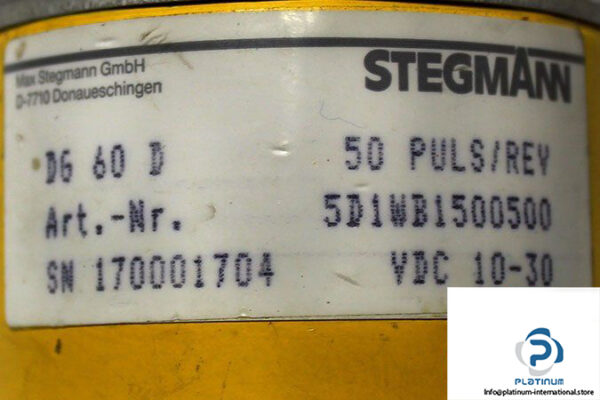 Max Stegmann GmbH
D-7710 Donaueschingen
STEGMANN
DG 60 D 50 PULS/REV
Art.-Nr. 5D1WB1500500
SN 170001704 VDC 10-30
PLATINUM
Info@platinum-international.store